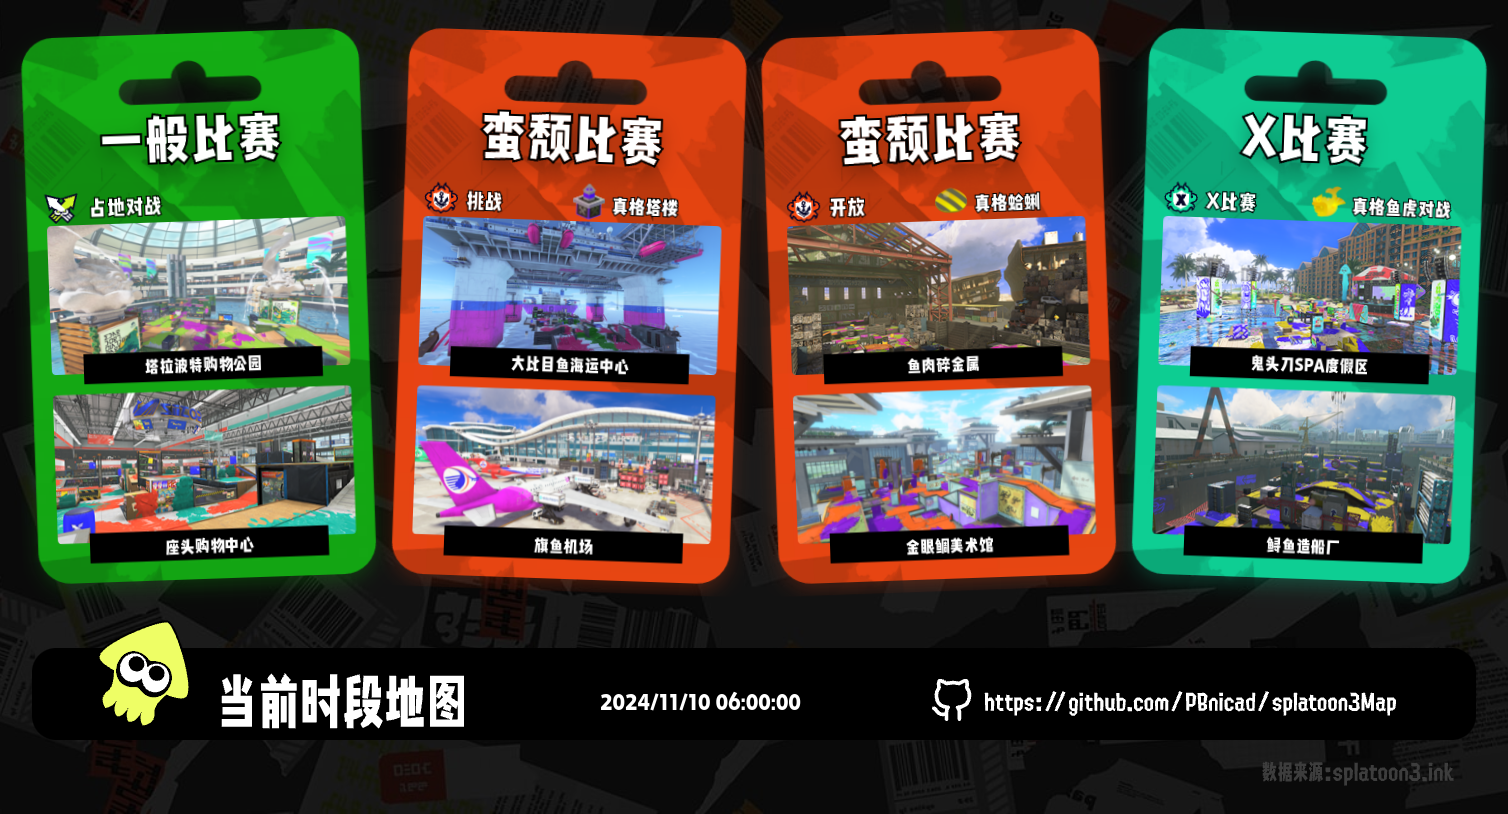 一般比赛
占地对战
塔拉波特购物公园
座头购物中心
蛮颓比赛
挑战
真格塔楼
大比目鱼海运中心
旗鱼机场
蛮颓比赛
开放
真格蛤蜊
鱼肉碎金属
金眼鲷美术馆
X比赛
X比赛
真格鱼虎对战
鬼头刀SPA度假区
鲟鱼造船厂
当前时段地图
2024/11/10 06:00:00
https://github.com/PBnicad/splatoon3Map
数据来源:splatoon3.ink